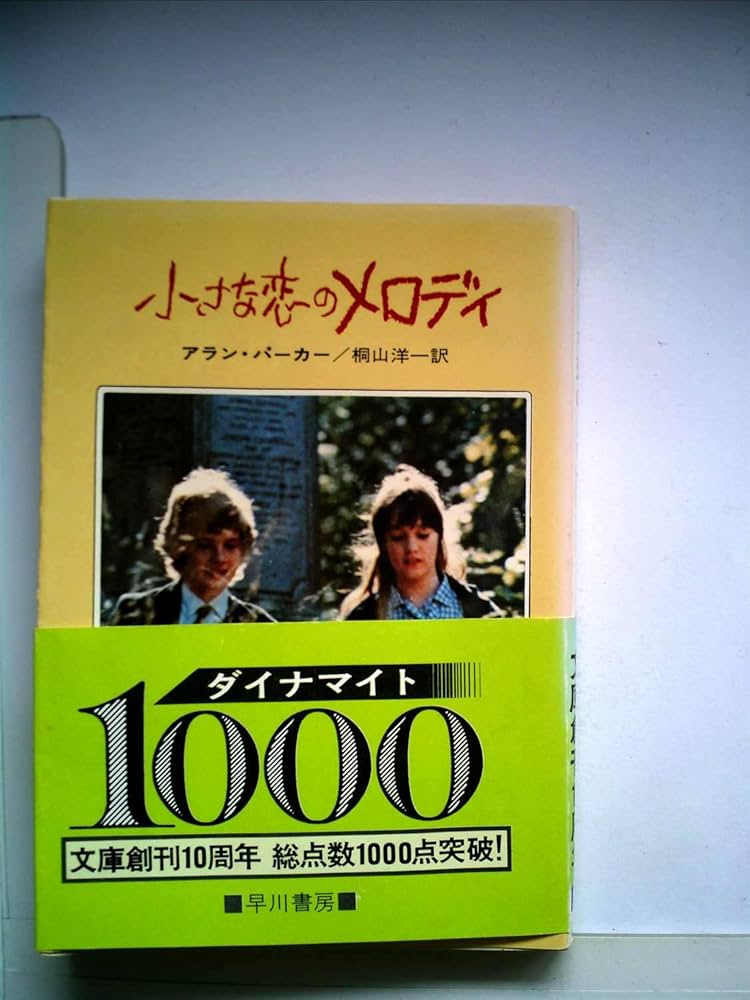 小さな恋のメロディ
アラン・パーカー／桐山洋一訳
ダイナマイト
1000
文庫創刊10周年 総点数1000点突破!
■早川書房■